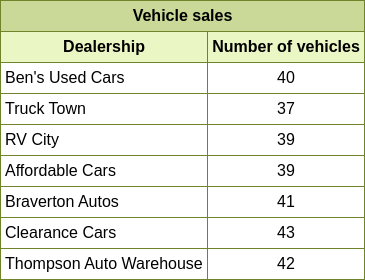 Vehicle sales
Dealership Number of vehicles
Ben's Used Cars 40
Truck Town 37
RV City 39
Affordable Cars 39
Braverton Autos 41
Clearance Cars 43
Thompson Auto Warehouse 42